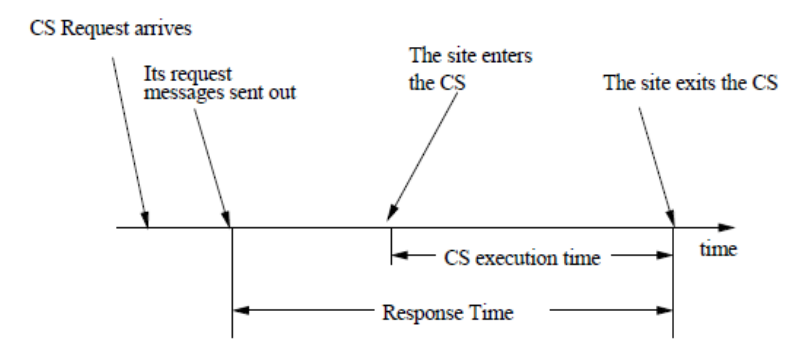 CS Request arrives
Its request
messages sent out
The site enters
the CS
The site exits the CS
time
CS execution time
Response Time